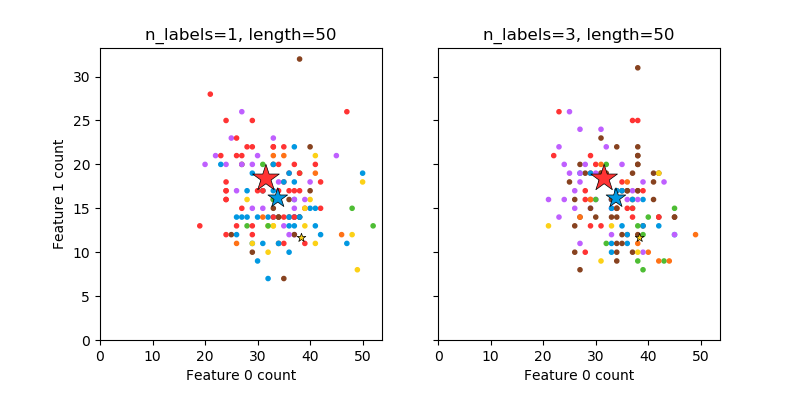 n_labels=1, length=50
n_labels=3, length=50
Feature 1 count
30
25
20
15
10
5
0
0 10 20 30 40 50
0 10 20 30 40 50
Feature 0 count
Feature 0 count